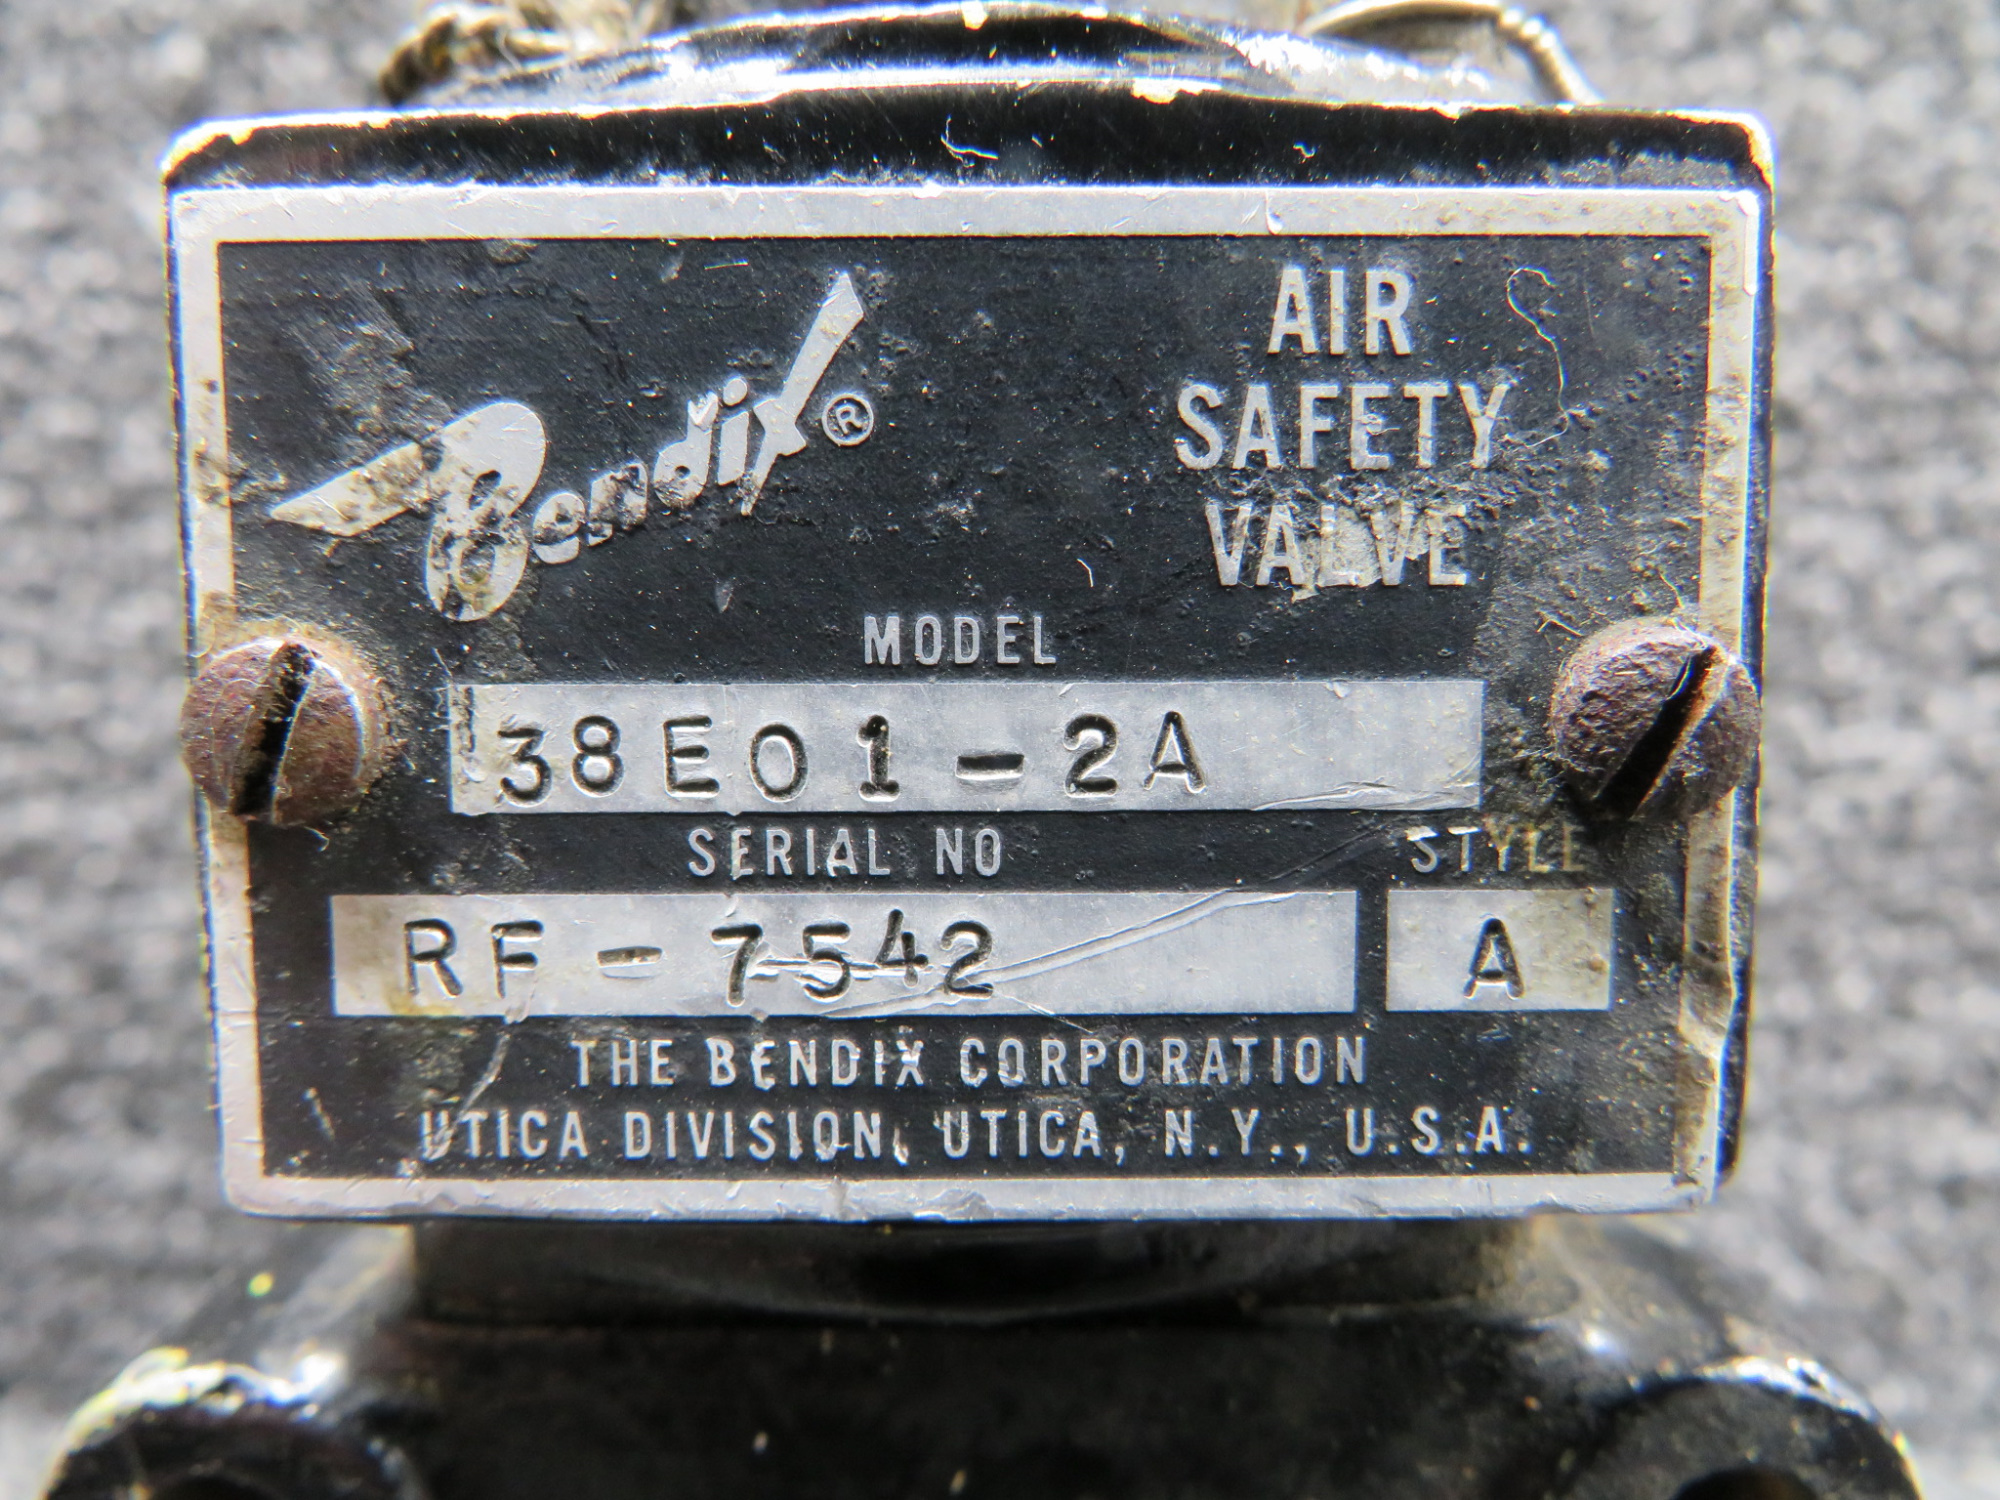 Bendix®
AIR
SAFETY
VALVE
MODEL
38E01-2A
SERIAL NO
STYLE
RF-7542
A
THE BENDIX CORPORATION
UTICA DIVISION, UTICA, N.Y., U.S.A.